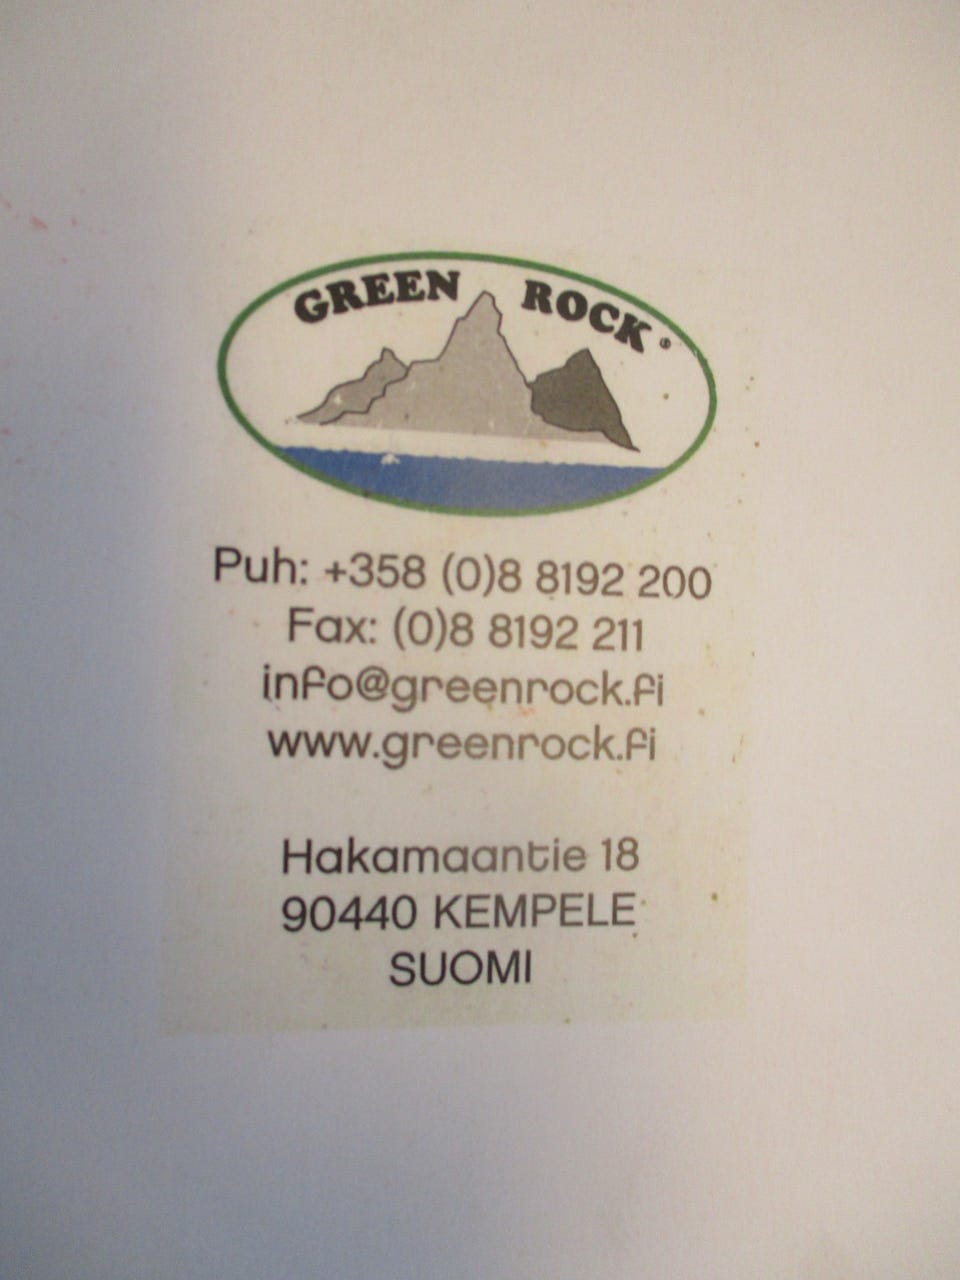 GREEN ROCK®
Puh: +358 (0)8 8192 200
Fax: (0)8 8192 211
info@greenrock.fi
www.greenrock.fi
Hakamaantie 18
90440 KEMPELE
SUOMI